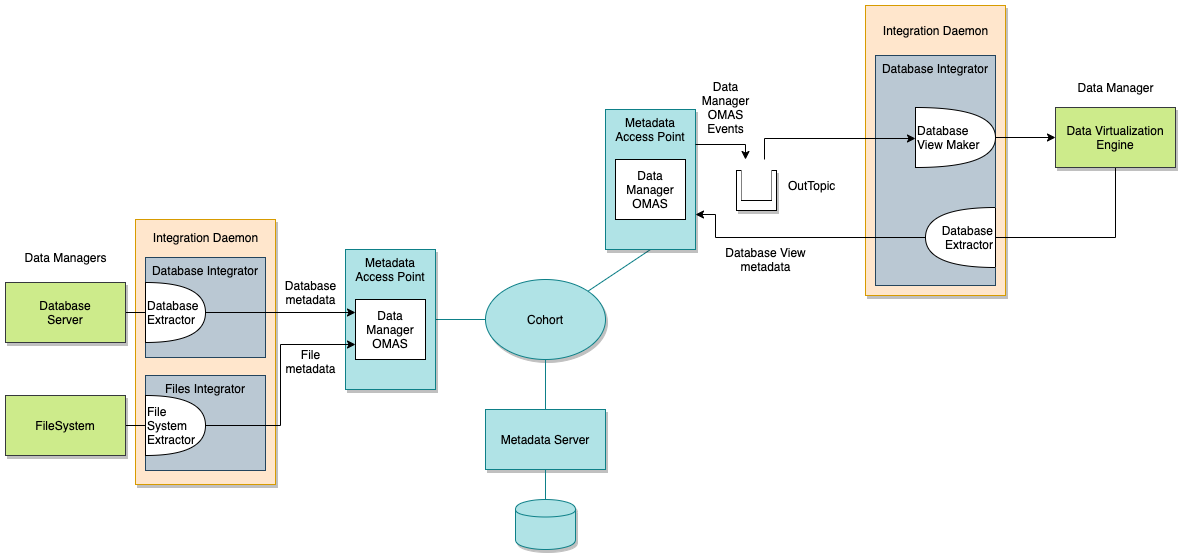 Integration Daemon
Database Integrator
Data
Manager
OMAS
Events
Data Manager
Metadata
Access Point
Database
View Maker
Data Virtualization
Engine
Data
Manager
OMAS
OutTopic
Database
Extractor
Database View
metadata
Integration Daemon
Data Managers
Database Integrator
Metadata
Access Point
Database
Server
Database
Extractor
Database
metadata
Data
Manager
OMAS
Cohort
File
metadata
Files Integrator
FileSystem
File
System
Extractor
Metadata Server